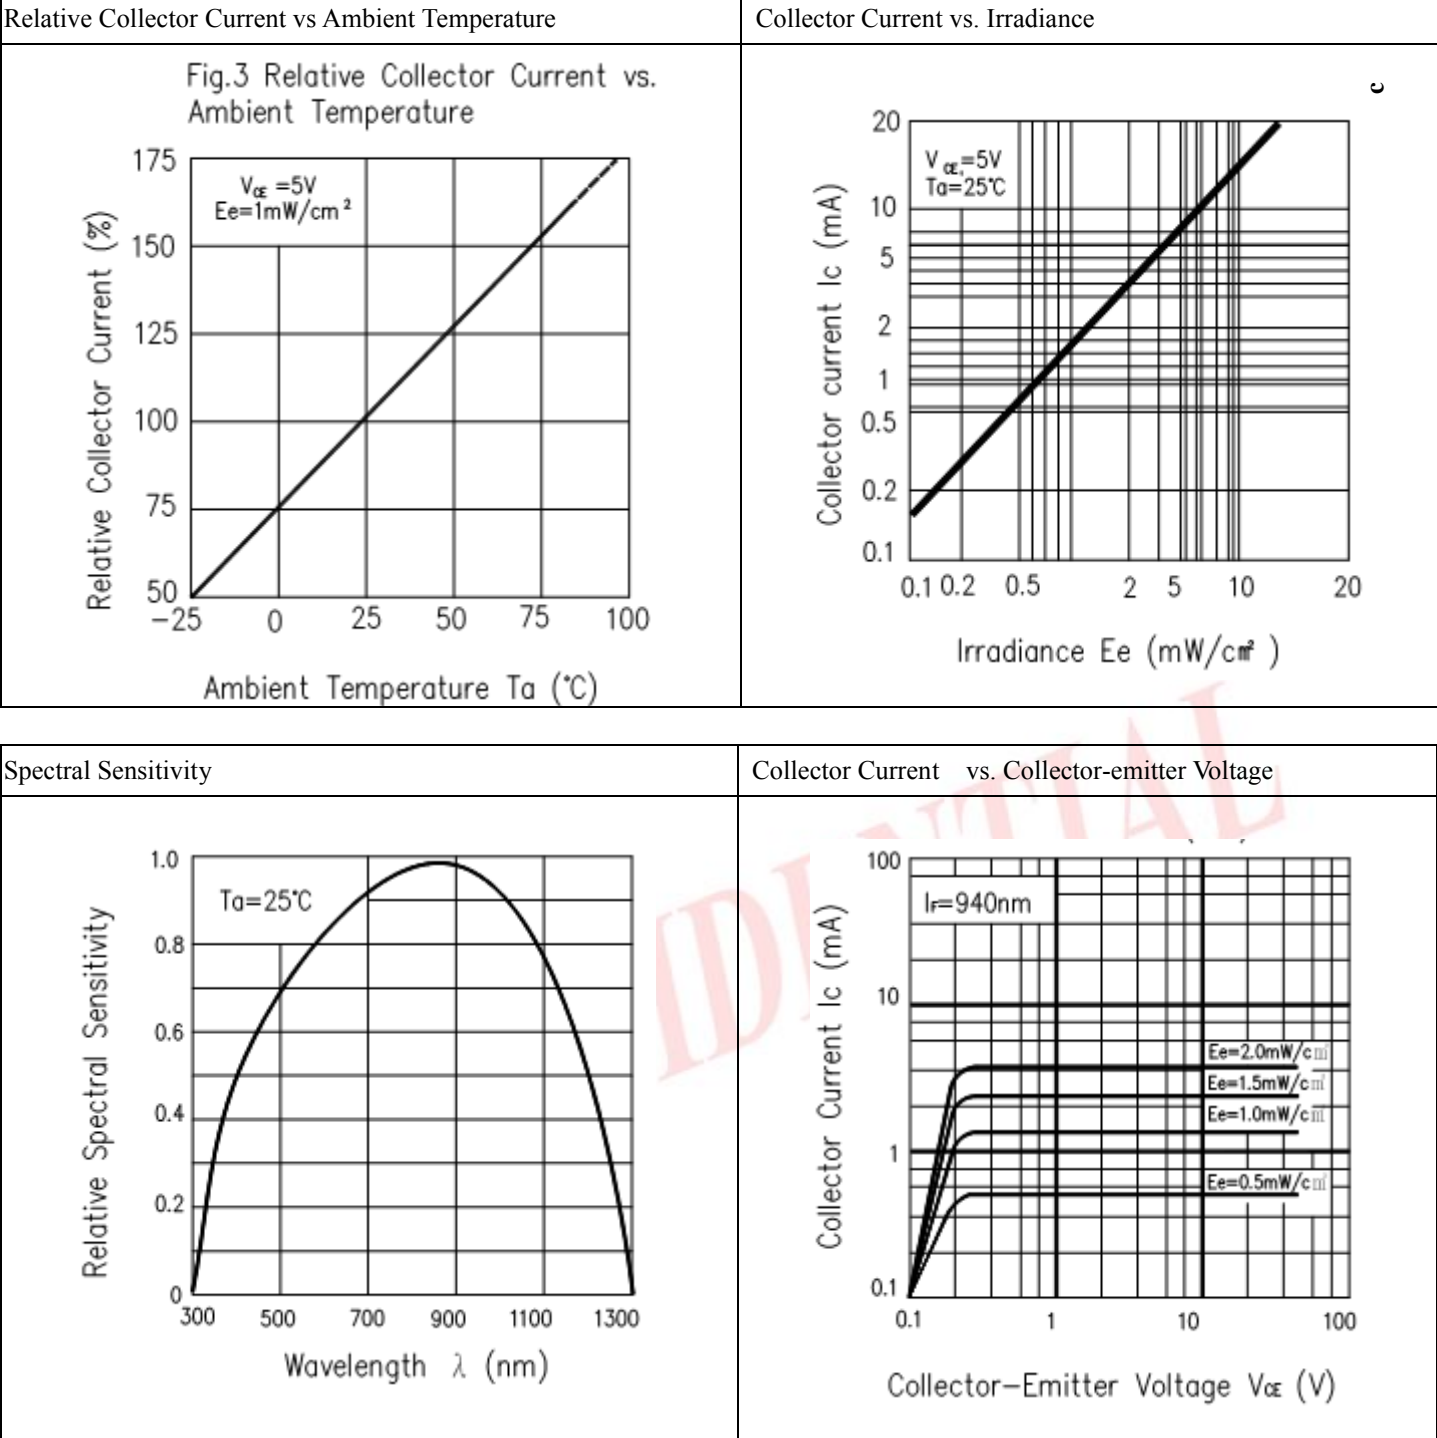 Relative Collector Current vs Ambient Temperature
Collector Current vs. Irradiance
Fig.3 Relative Collector Current vs.
Ambient Temperature
175
150
125
100
75
50
VCE =5V
Ee=1mW/cm²
Relative Collector Current (%)
-25 0 25 50 75 100
Ambient Temperature Ta (°C)
c
20
10
5
2
1
0.5
0.2
0.1
VCE,=5V
Ta=25°C
Collector current Ic (mA)
0.1 0.2 0.5 2 5 10 20
Irradiance Ee (mW/c㎡ )
Spectral Sensitivity
Collector Current vs. Collector-emitter Voltage
1.0
0.8
0.6
0.4
0.2
0
Ta=25°C
Relative Spectral Sensitivity
300 500 700 900 1100 1300
Wavelength λ (nm)
100
10
1
0.1
IF=940nm
Collector Current Ic (mA)
Ee=2.0mW/c㎡
Ee=1.5mW/c㎡
Ee=1.0mW/c㎡
Ee=0.5mW/c㎡
0.1 1 10 100
Collector-Emitter Voltage VCE (V)
IDENTIAL